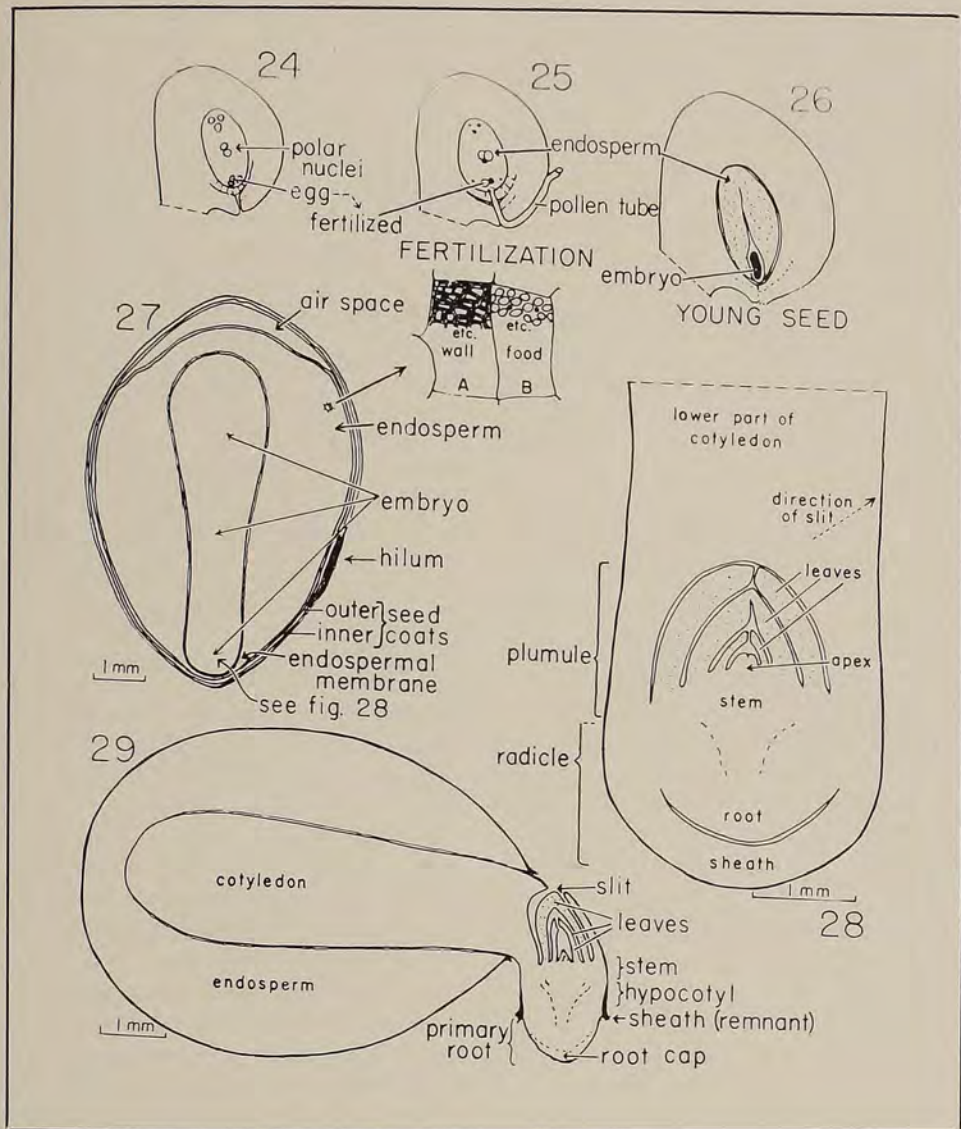 24
polar
nuclei
egg
fertilized
25
endosperm
pollen tube
26
embryo
FERTILIZATION
YOUNG SEED
27
air space
etc.
wall
A
etc.
food
B
endosperm
embryo
hilum
outer } seed
inner } coats
endospermal
membrane
see fig. 28
1 mm
lower part of
cotyledon
direction
of slit
leaves
plumule
apex
stem
radicle
root
sheath
1 mm
28
29
cotyledon
endosperm
1 mm
slit
leaves
}stem
}hypocotyl
sheath (remnant)
primary
root
root cap